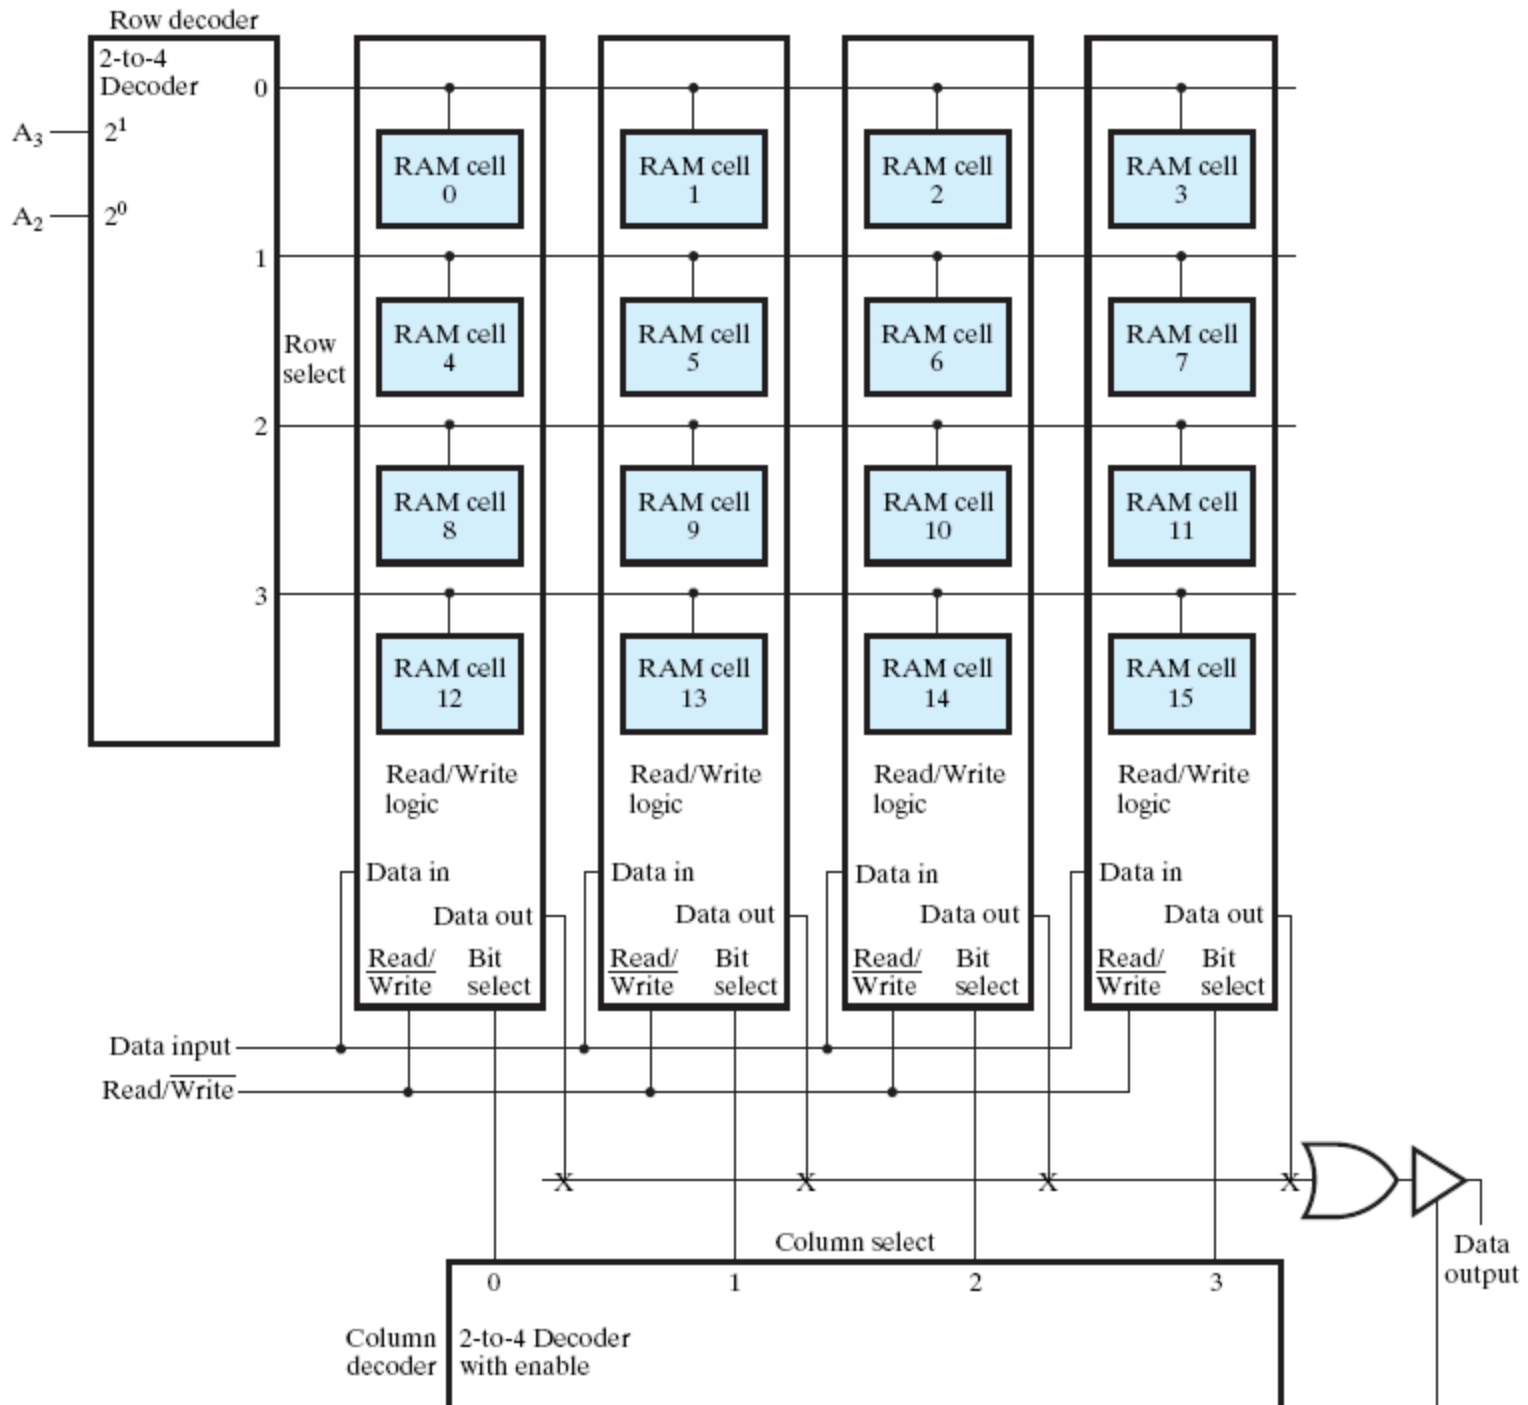 Row decoder
2-to-4
Decoder
0
A3
2¹
A2
2⁰
1
Row
select
2
3
RAM cell
0
RAM cell
1
RAM cell
2
RAM cell
3
RAM cell
4
RAM cell
5
RAM cell
6
RAM cell
7
RAM cell
8
RAM cell
9
RAM cell
10
RAM cell
11
RAM cell
12
RAM cell
13
RAM cell
14
RAM cell
15
Read/Write
logic
Read/Write
logic
Read/Write
logic
Read/Write
logic
Data in
Data out
Read/
Write
Bit
select
Data in
Data out
Read/
Write
Bit
select
Data in
Data out
Read/
Write
Bit
select
Data in
Data out
Read/
Write
Bit
select
Data input
Read/Write
X
X
X
X
Data
output
Column select
0
1
2
3
Column
decoder
2-to-4 Decoder
with enable